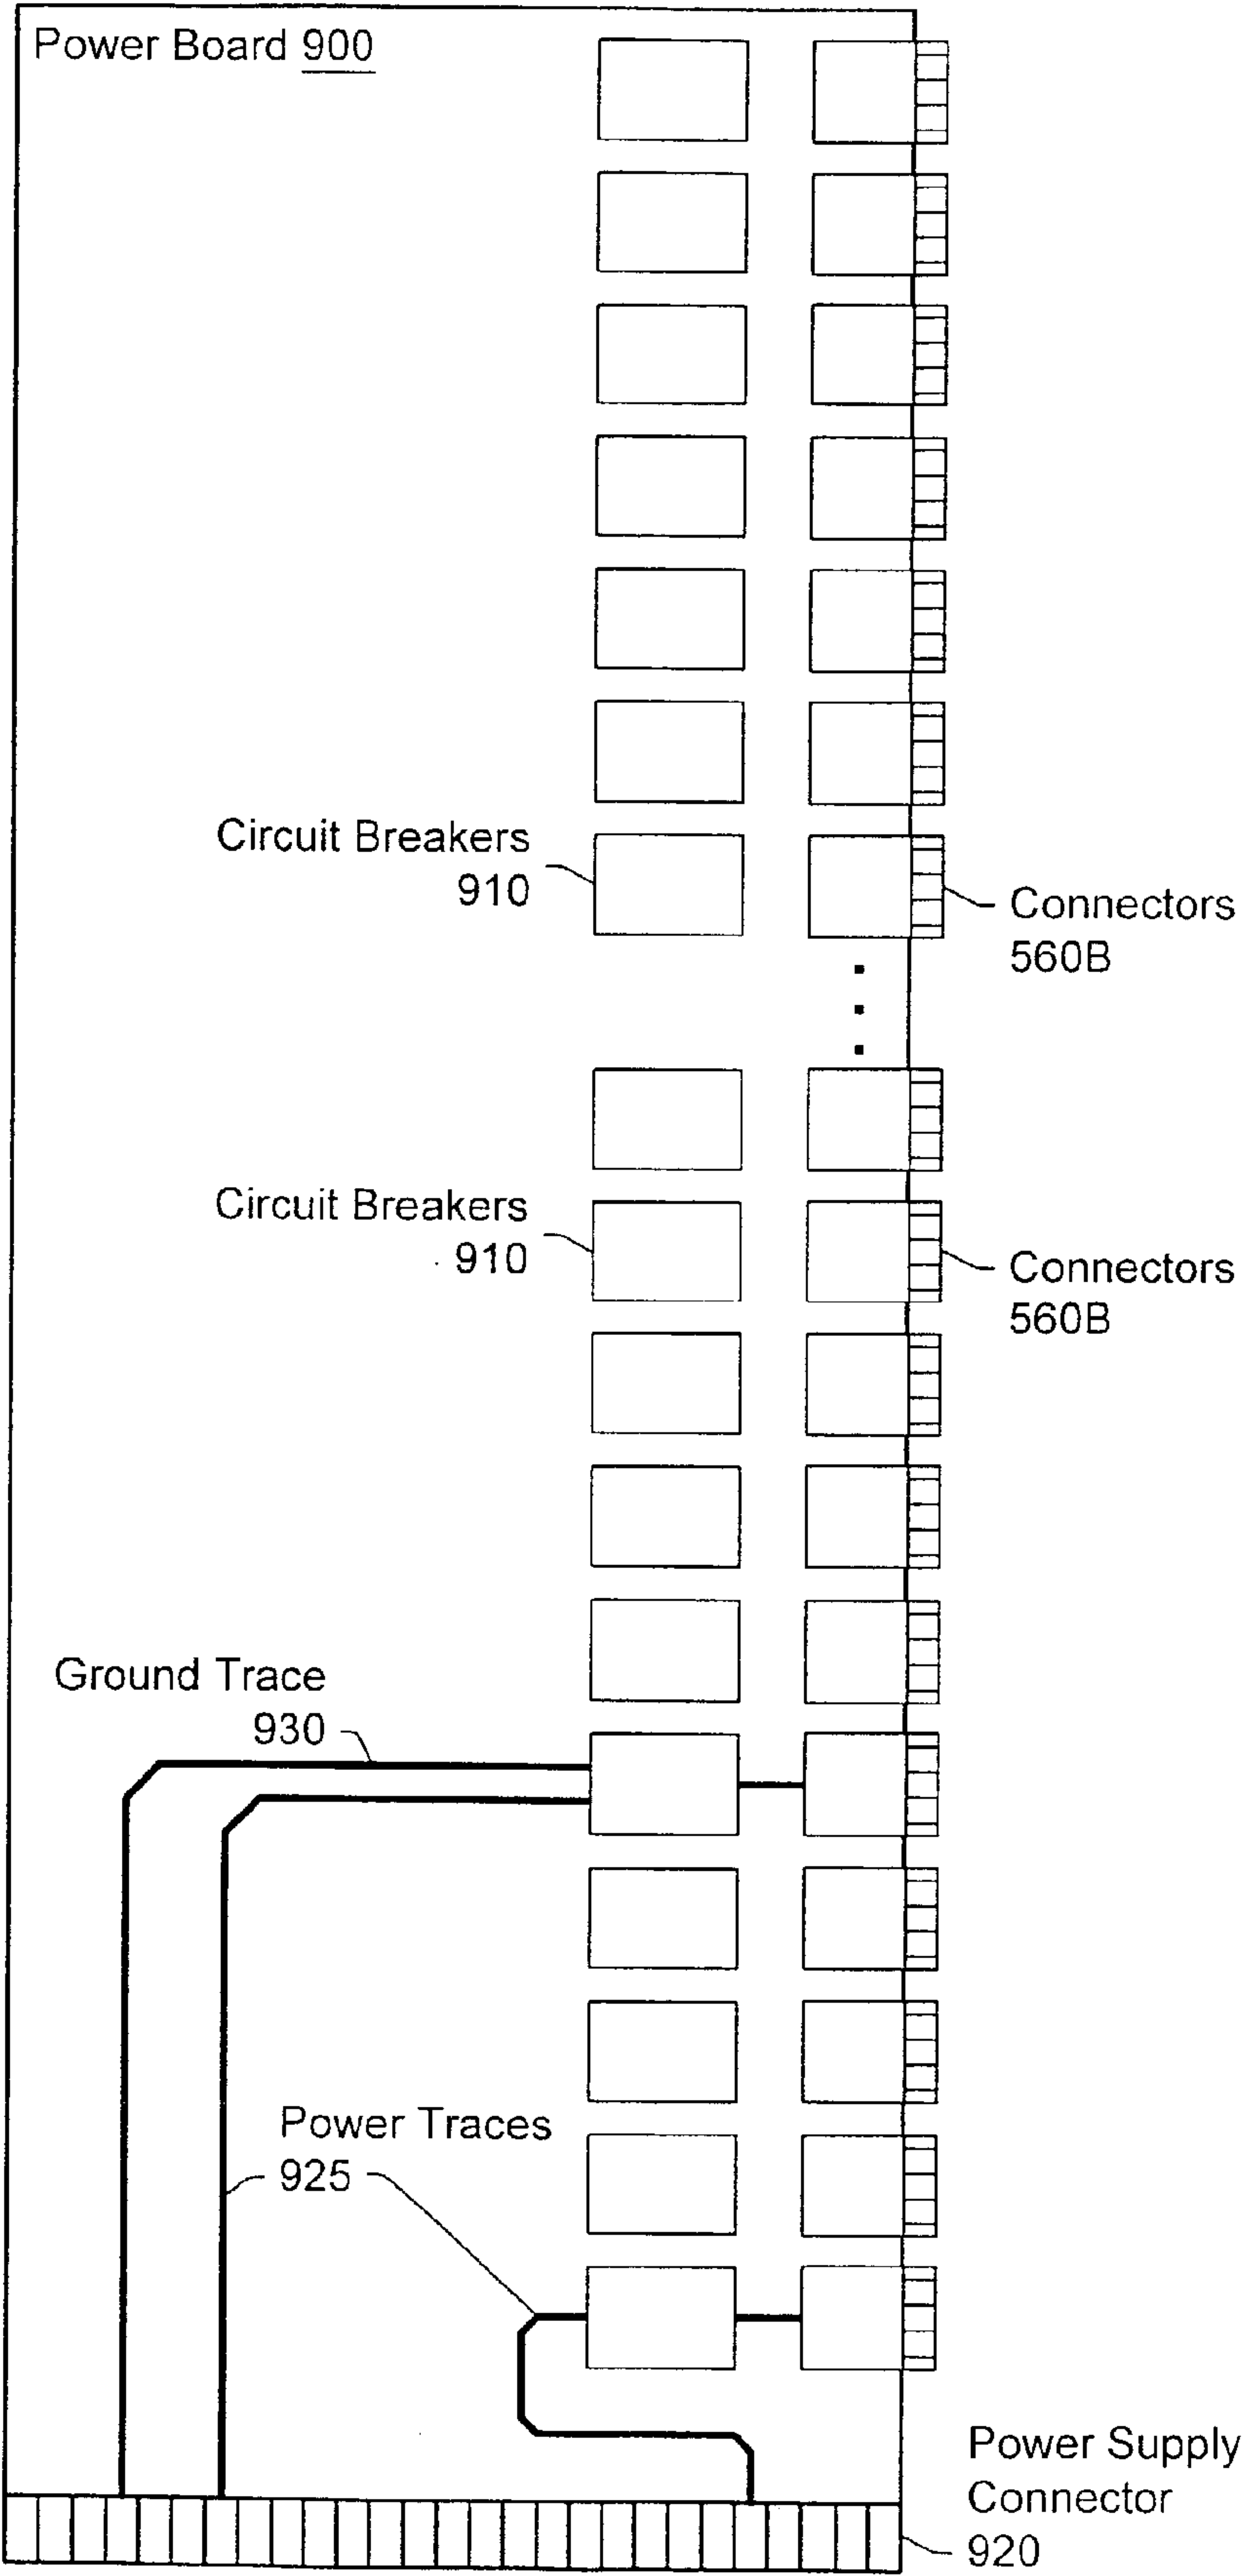 Power Board 900
Circuit Breakers
910
Connectors
560B
Circuit Breakers
910
Connectors
560B
Ground Trace
930
Power Traces
925
Power Supply
Connector
920